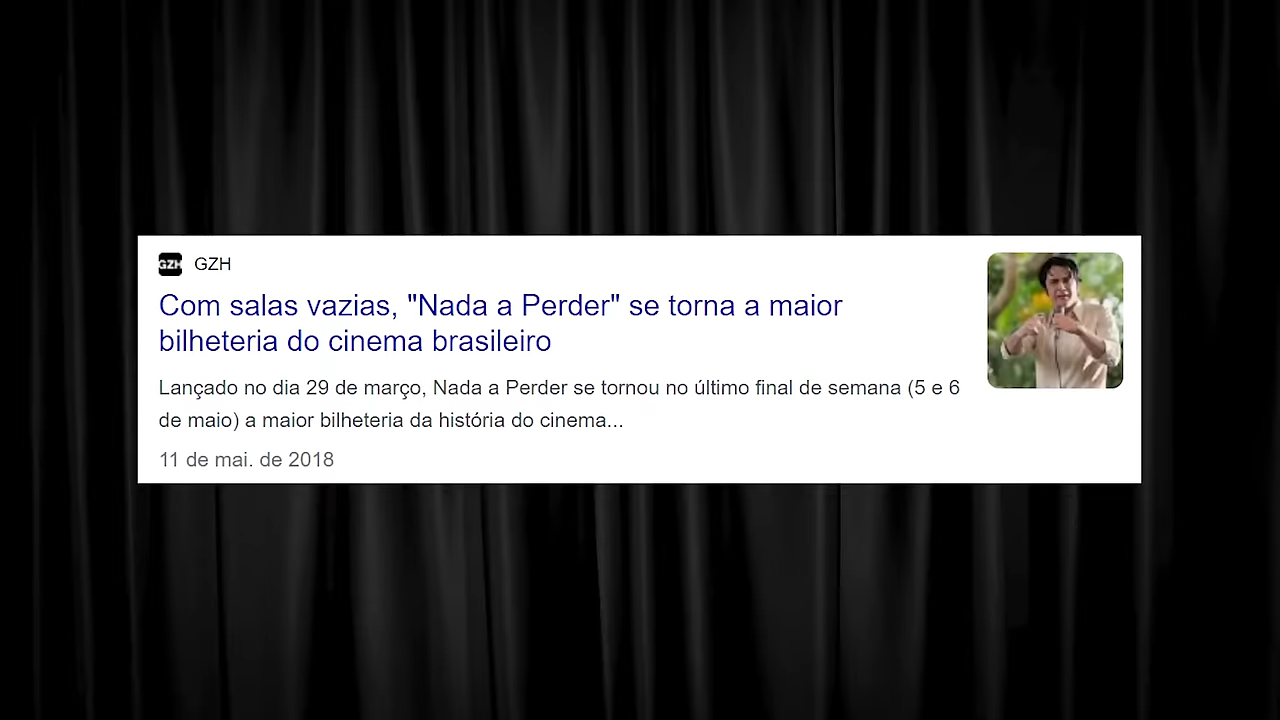 GZH GZH
Com salas vazias, "Nada a Perder" se torna a maior
bilheteria do cinema brasileiro
Lançado no dia 29 de março, Nada a Perder se tornou no último final de semana (5 e 6
de maio) a maior bilheteria da história do cinema...
11 de mai. de 2018